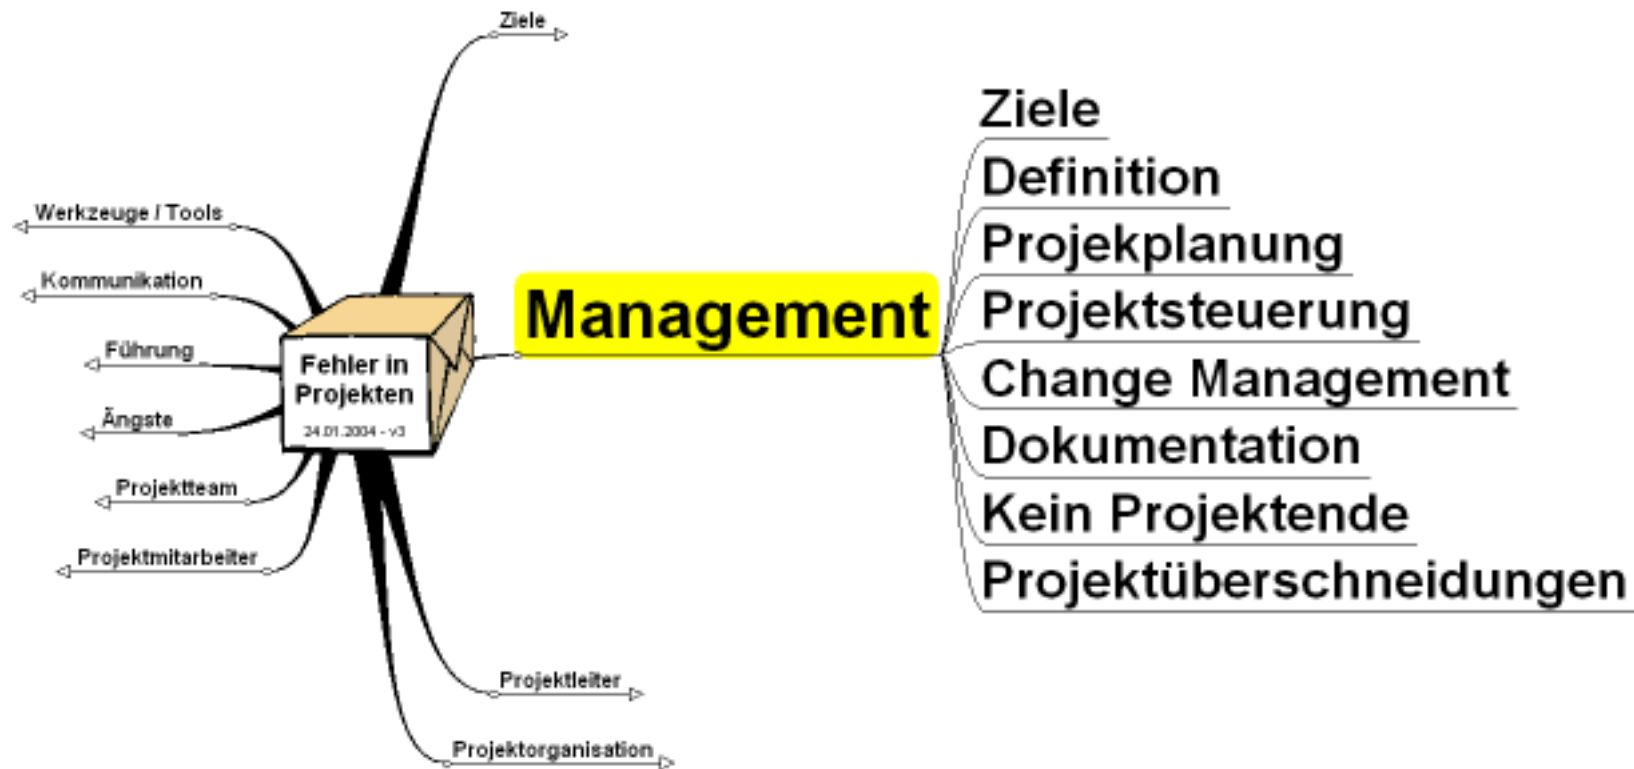 Ziele
Management
Ziele
Definition
Projekplanung
Projektsteuerung
Change Management
Dokumentation
Kein Projektende
Projektüberschneidungen
Projektleiter
Projektorganisation
Fehler in
Projekten
24.01.2004 - v3
Werkzeuge / Tools
Kommunikation
Führung
Ängste
Projektteam
Projektmitarbeiter